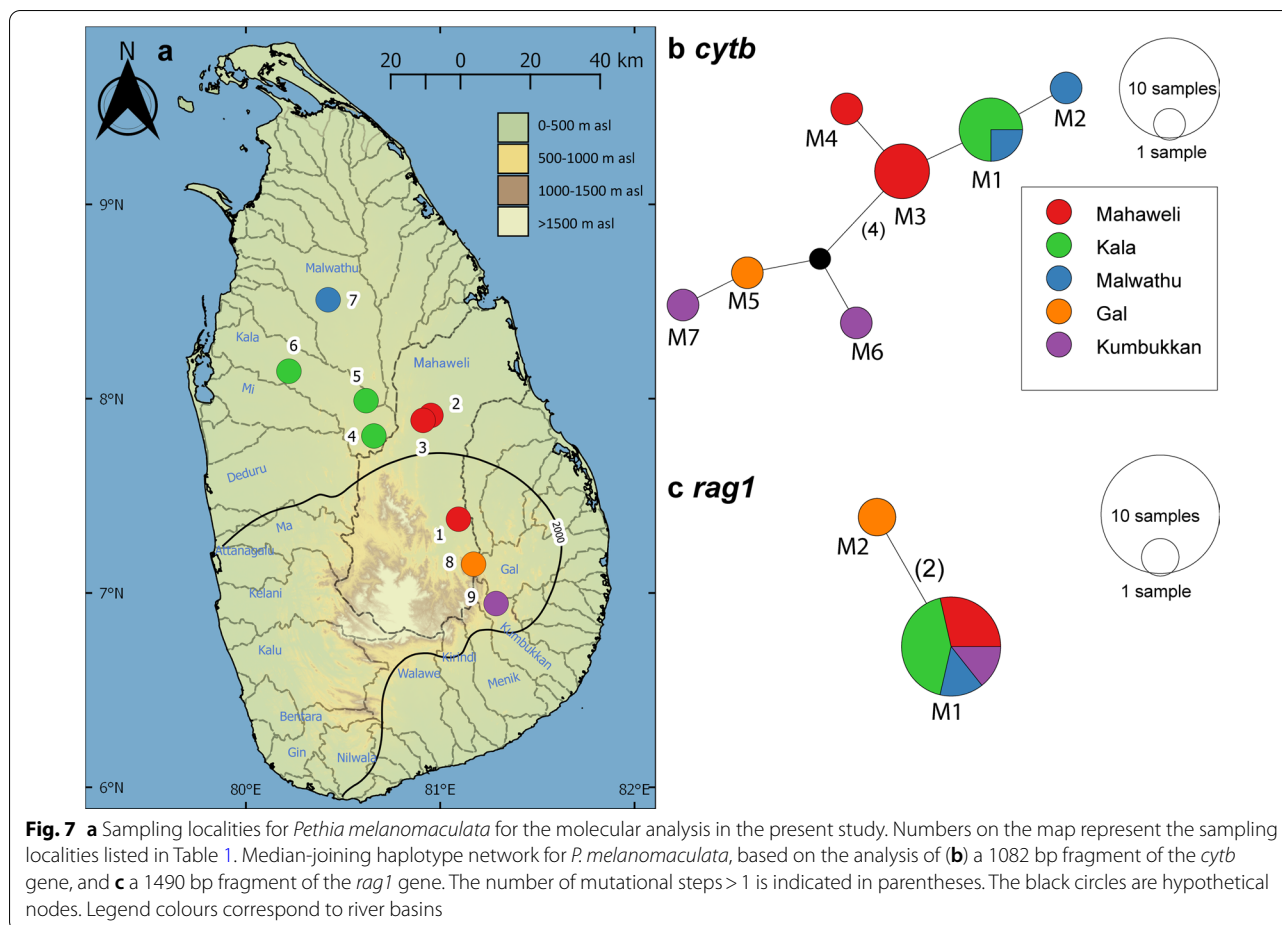 a
N
20 0 20 40 km
0-500 m asl
500-1000 m asl
1000-1500 m asl
>1500 m asl
9°N
8°N
7°N
6°N
80°E
81°E
82°E
Malwathu
7
Kala
6
Mi
5
4
Mahaweli
2
3
Deduru
Ma
Attanagalu
Kelani
Kalu
Bentara
Gin
Nilwala
Walawe
Kirindi
Menik
Kumbukkan
Gal
1
8
9
2000
b cytb
M4
M3
M1
M2
(4)
M5
M7
M6
10 samples
1 sample
Mahaweli
Kala
Malwathu
Gal
Kumbukkan
c rag1
M2
(2)
M1
10 samples
1 sample
Fig. 7 a Sampling localities for Pethia melanomaculata for the molecular analysis in the present study. Numbers on the map represent the sampling
localities listed in Table 1. Median-joining haplotype network for P. melanomaculata, based on the analysis of (b) a 1082 bp fragment of the cytb
gene, and c a 1490 bp fragment of the rag1 gene. The number of mutational steps > 1 is indicated in parentheses. The black circles are hypothetical
nodes. Legend colours correspond to river basins